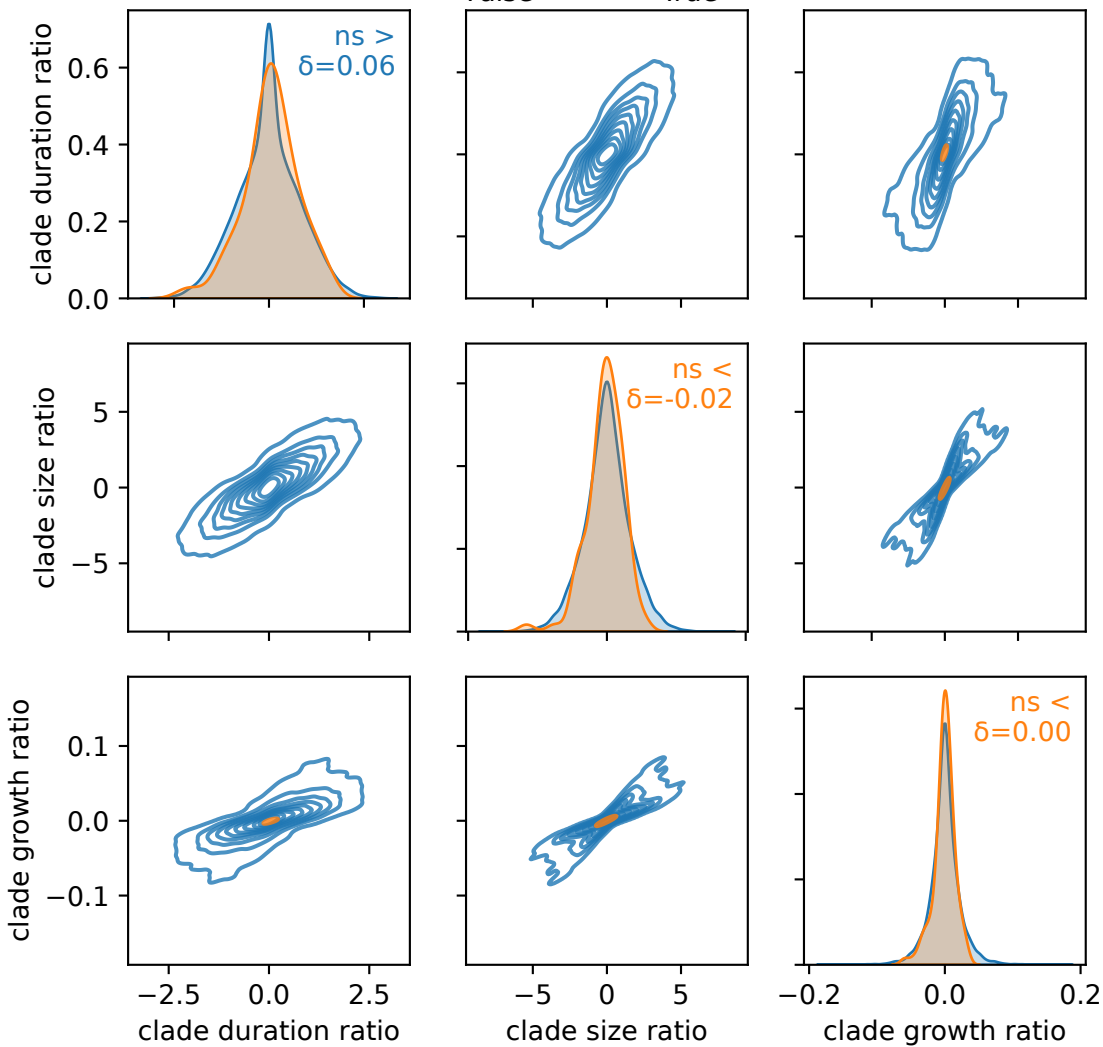 clade duration ratio
0.6
0.4
0.2
0.0
ns >
δ=0.06
clade size ratio
5
0
−5
ns <
δ=-0.02
clade growth ratio
0.1
0.0
−0.1
ns <
δ=0.00
−2.5 0.0 2.5
−5 0 5
−0.2 0.0 0.2
clade duration ratio
clade size ratio
clade growth ratio